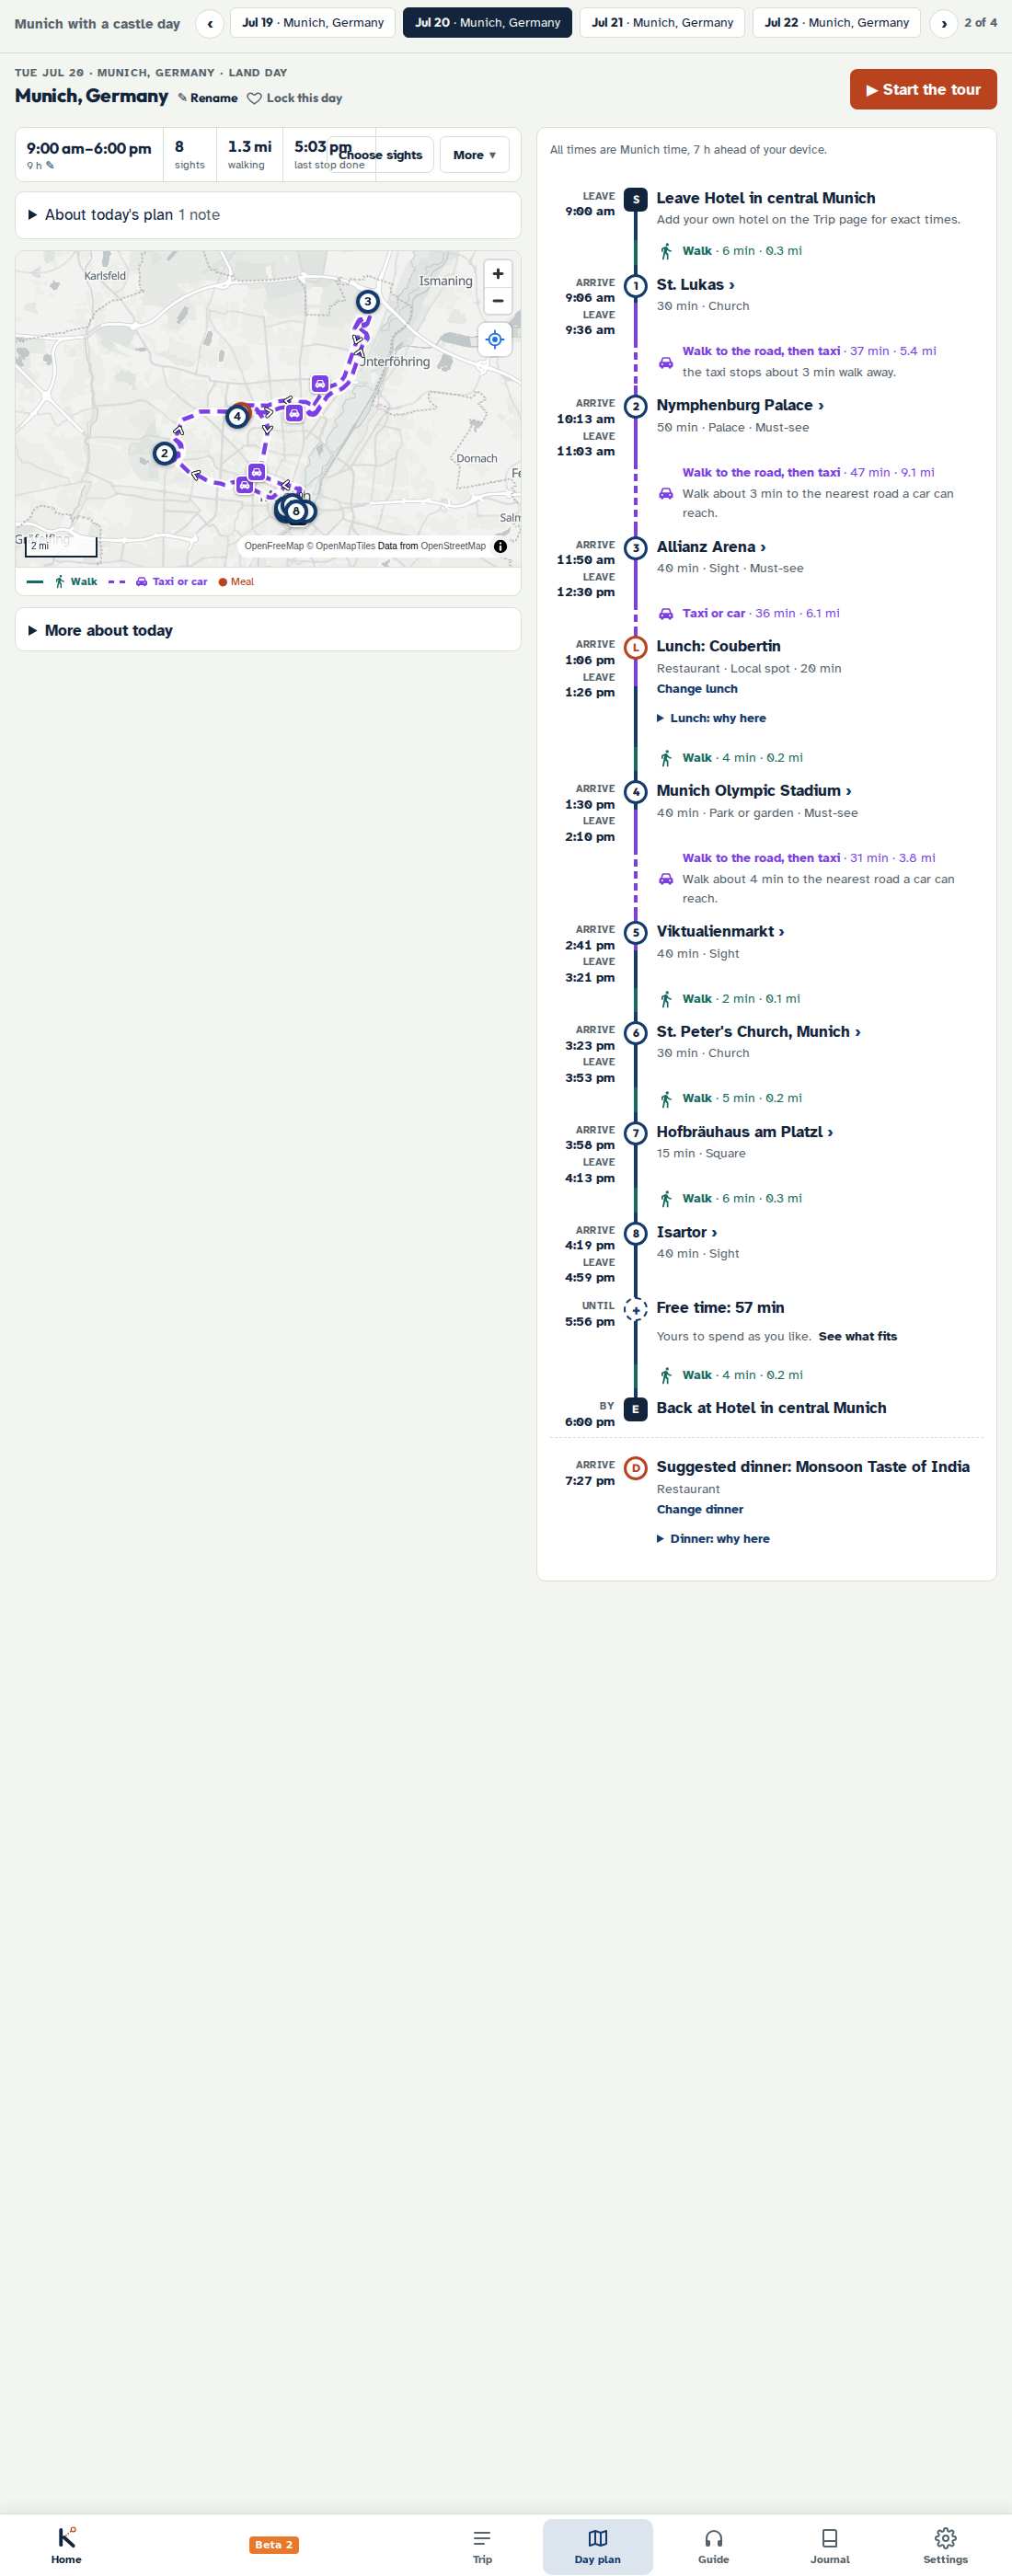 Munich with a castle day
‹
Jul 19 · Munich, Germany
Jul 20 · Munich, Germany
Jul 21 · Munich, Germany
Jul 22 · Munich, Germany
›
2 of 4
TUE JUL 20 · MUNICH, GERMANY · LAND DAY
Munich, Germany ✎ Rename Lock this day
▶ Start the tour
9:00 am–6:00 pm
9 h ✎
8
sights
1.3 mi
walking
5:03 pm
last stop done
Choose sights
More ▼
▶ About today's plan 1 note
Karlsfeld
Ismaning
3
Unterföhring
4
2
Dornach
8
2 mi
OpenFreeMap © OpenMapTiles Data from OpenStreetMap
Walk Taxi or car Meal
▶ More about today
All times are Munich time, 7 h ahead of your device.
LEAVE
9:00 am
S
Leave Hotel in central Munich
Add your own hotel on the Trip page for exact times.
Walk · 6 min · 0.3 mi
ARRIVE
9:06 am
LEAVE
9:36 am
1
St. Lukas ›
30 min · Church
Walk to the road, then taxi · 37 min · 5.4 mi
the taxi stops about 3 min walk away.
ARRIVE
10:13 am
LEAVE
11:03 am
2
Nymphenburg Palace ›
50 min · Palace · Must-see
Walk to the road, then taxi · 47 min · 9.1 mi
Walk about 3 min to the nearest road a car can
reach.
ARRIVE
11:50 am
LEAVE
12:30 pm
3
Allianz Arena ›
40 min · Sight · Must-see
Taxi or car · 36 min · 6.1 mi
ARRIVE
1:06 pm
LEAVE
1:26 pm
L
Lunch: Coubertin
Restaurant · Local spot · 20 min
Change lunch
▶ Lunch: why here
Walk · 4 min · 0.2 mi
ARRIVE
1:30 pm
LEAVE
2:10 pm
4
Munich Olympic Stadium ›
40 min · Park or garden · Must-see
Walk to the road, then taxi · 31 min · 3.8 mi
Walk about 4 min to the nearest road a car can
reach.
ARRIVE
2:41 pm
LEAVE
3:21 pm
5
Viktualienmarkt ›
40 min · Sight
Walk · 2 min · 0.1 mi
ARRIVE
3:23 pm
LEAVE
3:53 pm
6
St. Peter's Church, Munich ›
30 min · Church
Walk · 5 min · 0.2 mi
ARRIVE
3:58 pm
LEAVE
4:13 pm
7
Hofbräuhaus am Platzl ›
15 min · Square
Walk · 6 min · 0.3 mi
ARRIVE
4:19 pm
LEAVE
4:59 pm
8
Isartor ›
40 min · Sight
UNTIL
5:56 pm
+
Free time: 57 min
Yours to spend as you like. See what fits
Walk · 4 min · 0.2 mi
BY
6:00 pm
E
Back at Hotel in central Munich
ARRIVE
7:27 pm
D
Suggested dinner: Monsoon Taste of India
Restaurant
Change dinner
▶ Dinner: why here
Home
Beta 2
Trip
Day plan
Guide
Journal
Settings